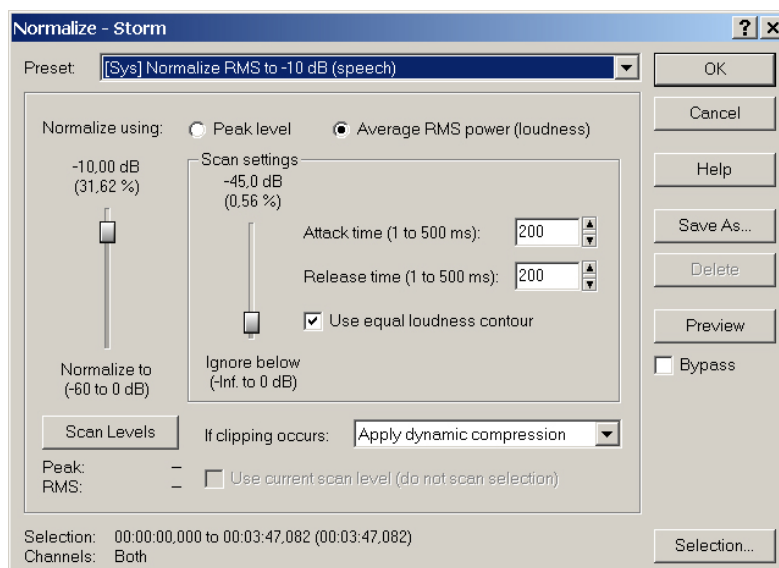 Normalize - Storm
Preset: [Sys] Normalize RMS to -10 dB (speech)
OK
Cancel
Help
Save As...
Delete
Preview
Bypass
Normalize using: Peak level Average RMS power (loudness)
-10,00 dB
(31,62 %)
Normalize to
(-60 to 0 dB)
Scan settings
-45,0 dB
(0,56 %)
Attack time (1 to 500 ms): 200
Release time (1 to 500 ms): 200
Use equal loudness contour
Ignore below
(-Inf. to 0 dB)
Scan Levels
If clipping occurs: Apply dynamic compression
Peak: –
RMS: –
Use current scan level (do not scan selection)
Selection: 00:00:00,000 to 00:03:47,082 (00:03:47,082)
Channels: Both
Selection...